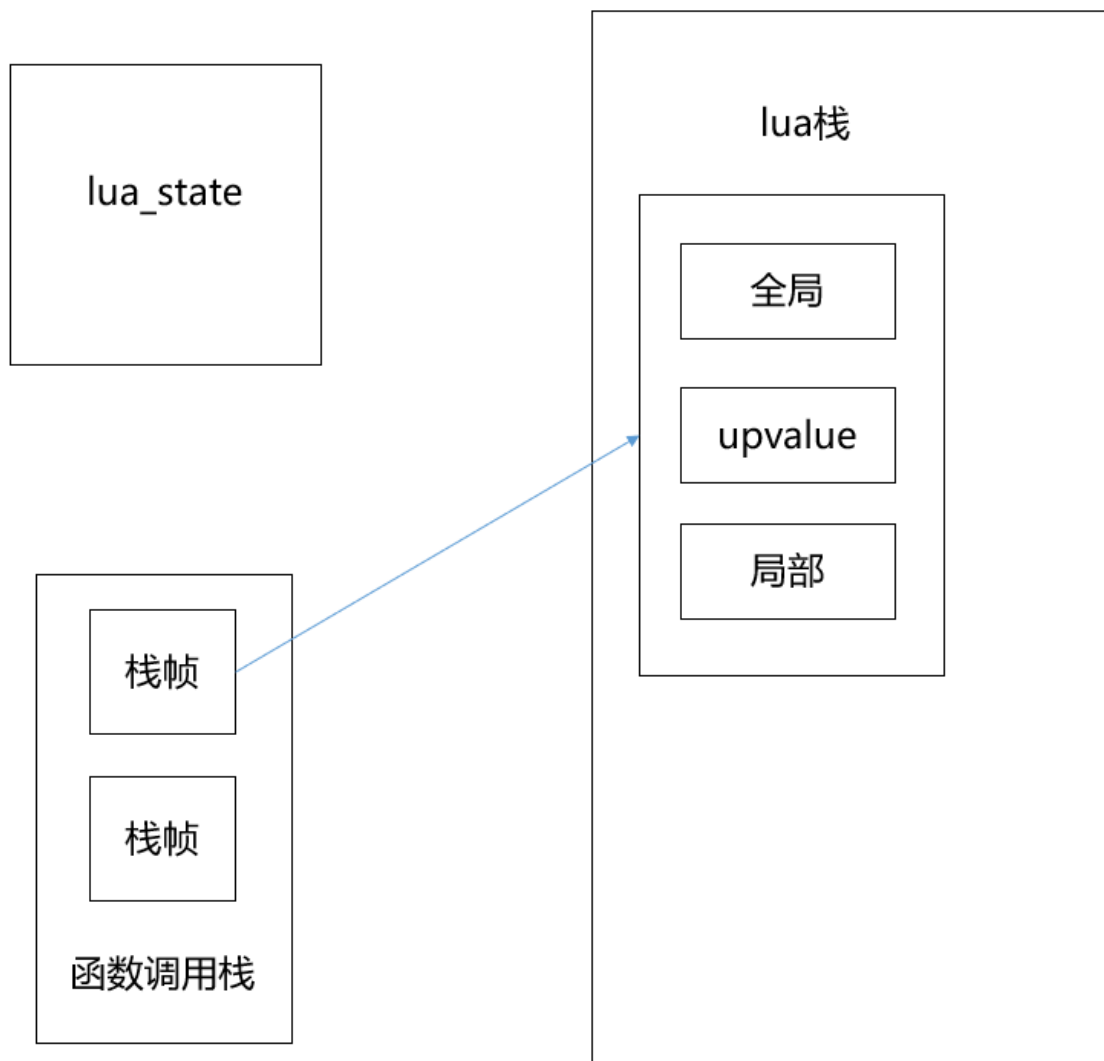 lua_state
lua栈
全局
upvalue
局部
栈帧
栈帧
函数调用栈